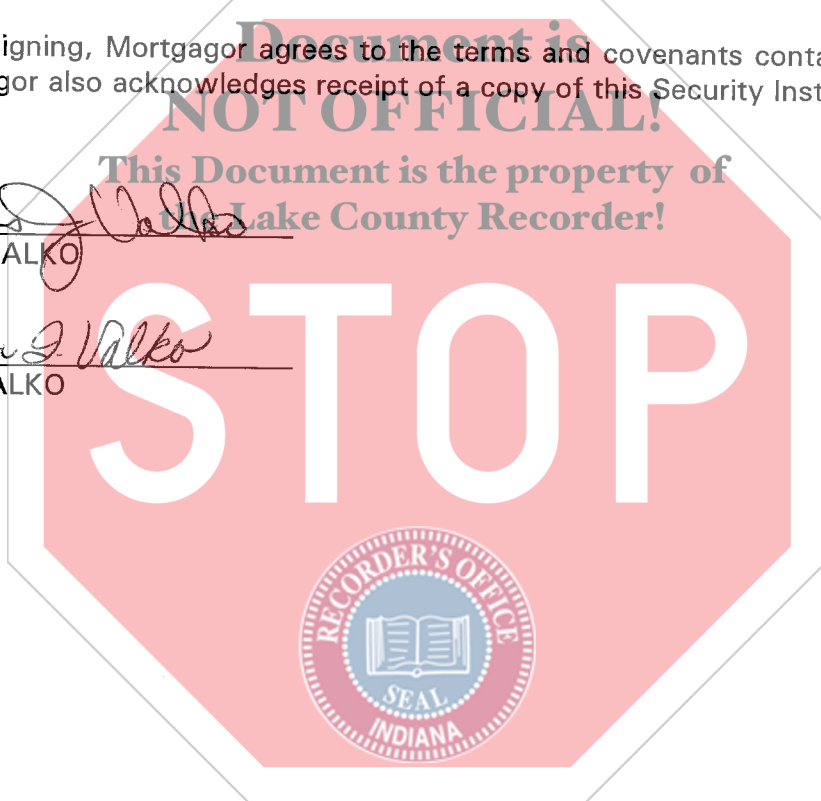 Document is
igning, Mortgagor agrees to the terms and covenants conta
gor also acknowledges receipt of a copy of this Security Inst
NOT OFFICIAL!
This Document is the property of
the Lake County Recorder!
Valko
ALKO
J. Valko
ALKO
STOP
RECORDER'S OFFICE
SEAL
INDIANA